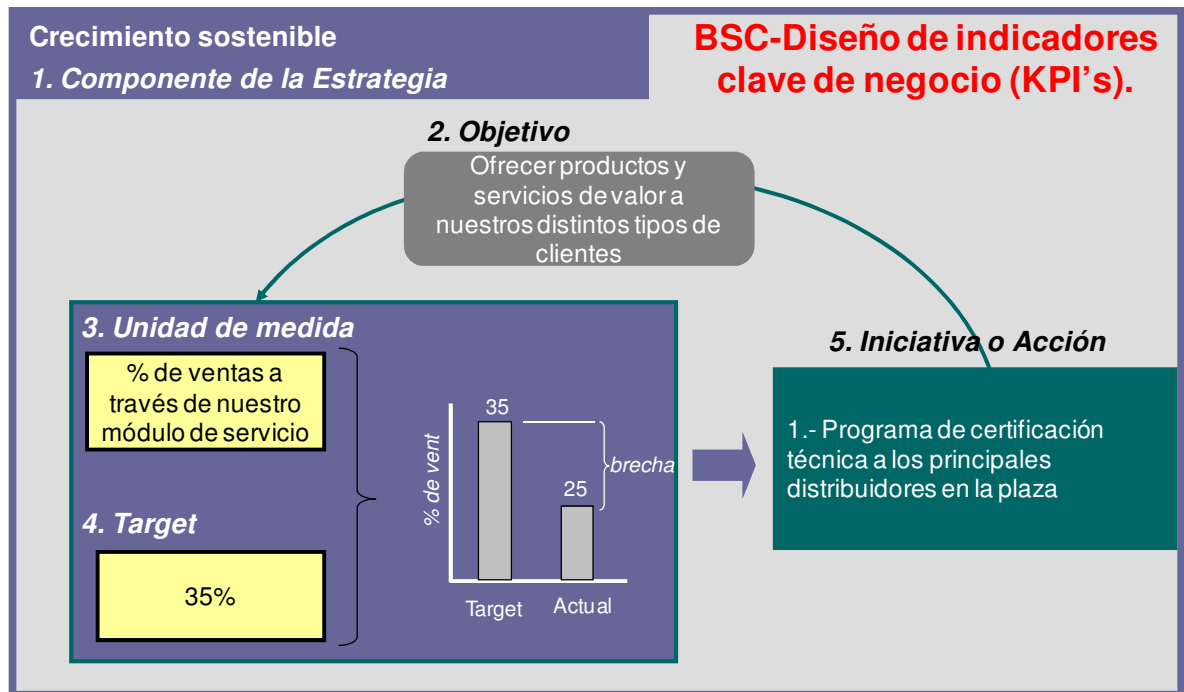 Crecimiento sostenible
1. Componente de la Estrategia
BSC-Diseño de indicadores
clave de negocio (KPI's).
2. Objetivo
Ofrecer productos y
servicios de valor a
nuestros distintos tipos de
clientes
3. Unidad de medida
% de ventas a
través de nuestro
módulo de servicio
4. Target
35%
% de vent
35
25
brecha
Target
Actual
5. Iniciativa o Acción
1.- Programa de certificación
técnica a los principales
distribuidores en la plaza